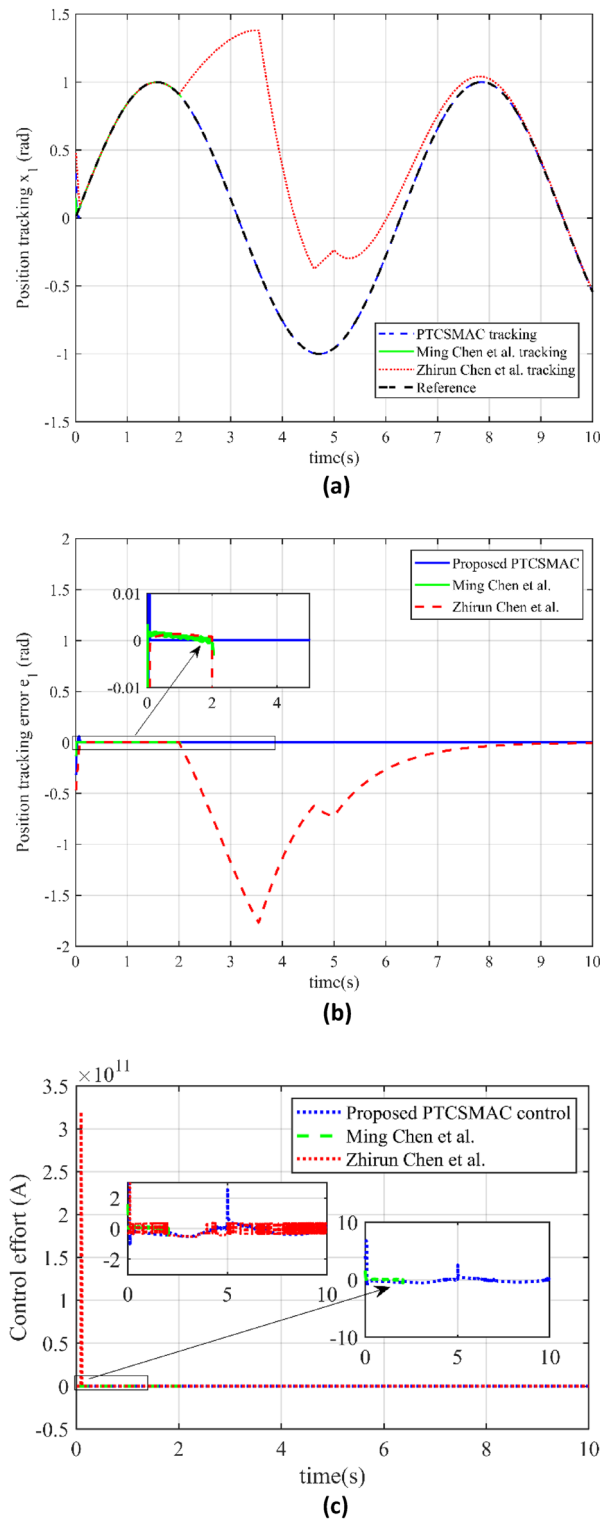 1.5
1
0.5
0
-0.5
-1
-1.5
Position tracking x1 (rad)
PTCSMAC tracking
Ming Chen et al. tracking
Zhirun Chen et al. tracking
Reference
0 1 2 3 4 5 6 7 8 9 10
timc(s)
(a)
2
1.5
1
0.5
0
-0.5
-1
-1.5
-2
Position tracking error e1 (rad)
Proposed PTCSMAC
Ming Chen et al.
Zhirun Chen et al.
0.01
0
-0.01
0 2 4
0 1 2 3 4 5 6 7 8 9 10
timc(s)
(b)
×10^11
3.5
3
2.5
2
1.5
1
0.5
0
-0.5
Control effort (A)
Proposed PTCSMAC control
Ming Chen et al.
Zhirun Chen et al.
2
0
-2
0 5 10
10
0
-10
0 5 10
0 2 4 6 8 10
time(s)
(c)